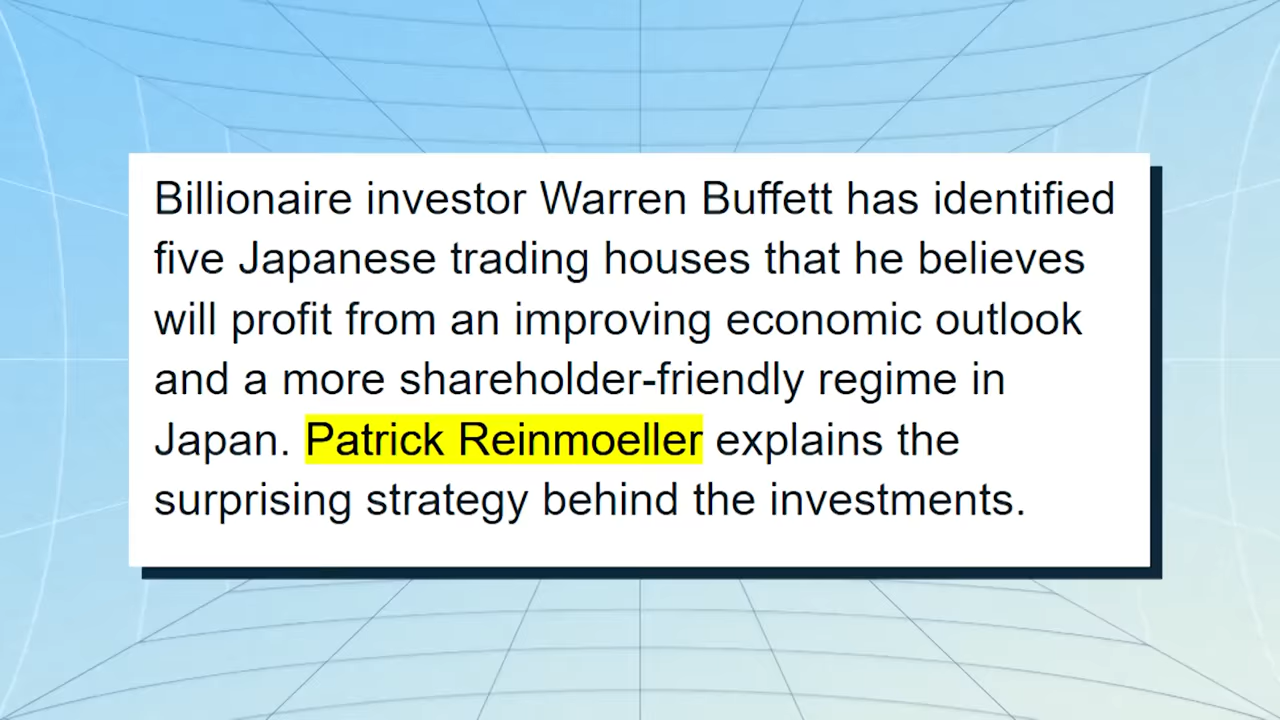 Billionaire investor Warren Buffett has identified
five Japanese trading houses that he believes
will profit from an improving economic outlook
and a more shareholder-friendly regime in
Japan. Patrick Reinmoeller explains the
surprising strategy behind the investments.